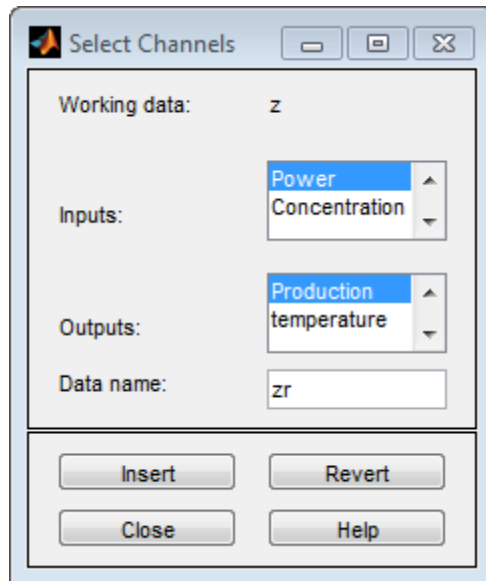 Select Channels
Working data: z
Inputs:
Power
Concentration
Outputs:
Production
temperature
Data name: zr
Insert Revert
Close Help